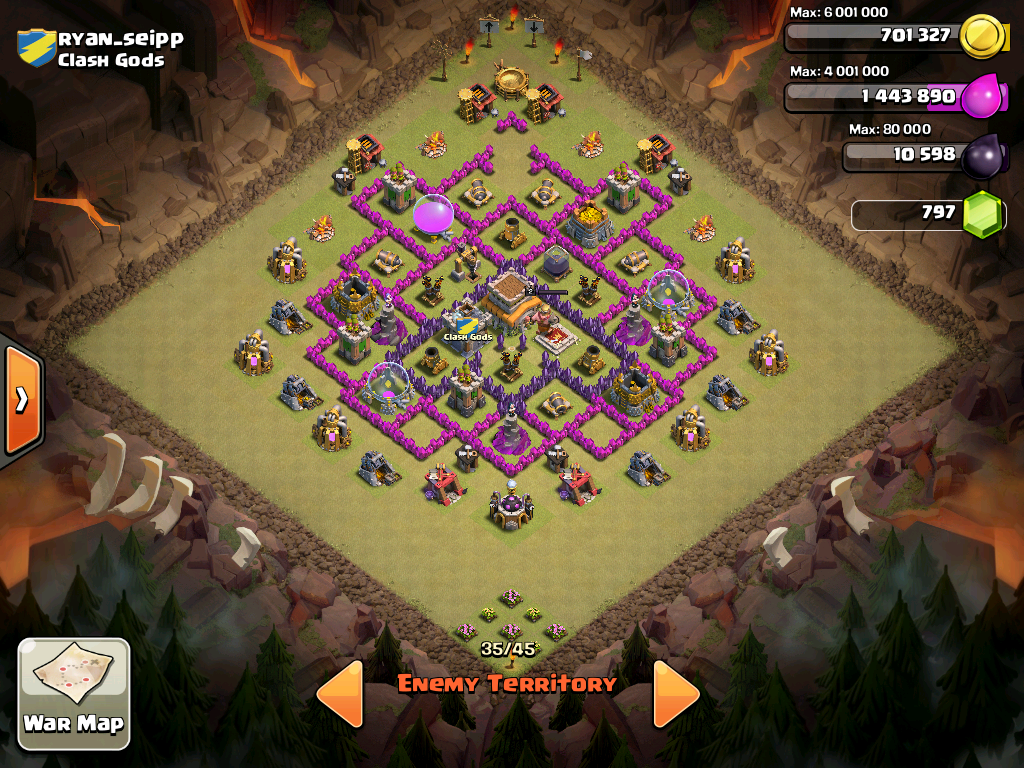 Ryan_seipp
Clash Gods
Max: 6 001 000
701 327
Max: 4 001 000
1 443 890
Max: 80 000
10 598
797
Clash Gods
35/45
Enemy Territory
War Map